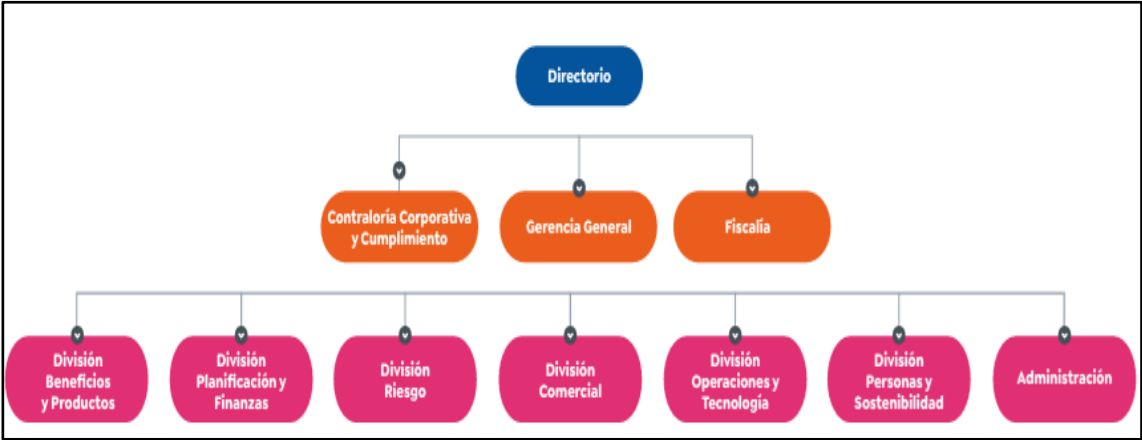 Directorio
Contraloría Corporativa
y Cumplimiento
Gerencia General
Fiscalía
División
Beneficios
y Productos
División
Planificación y
Finanzas
División
Riesgo
División
Comercial
División
Operaciones y
Tecnología
División
Personas y
Sostenibilidad
Administración